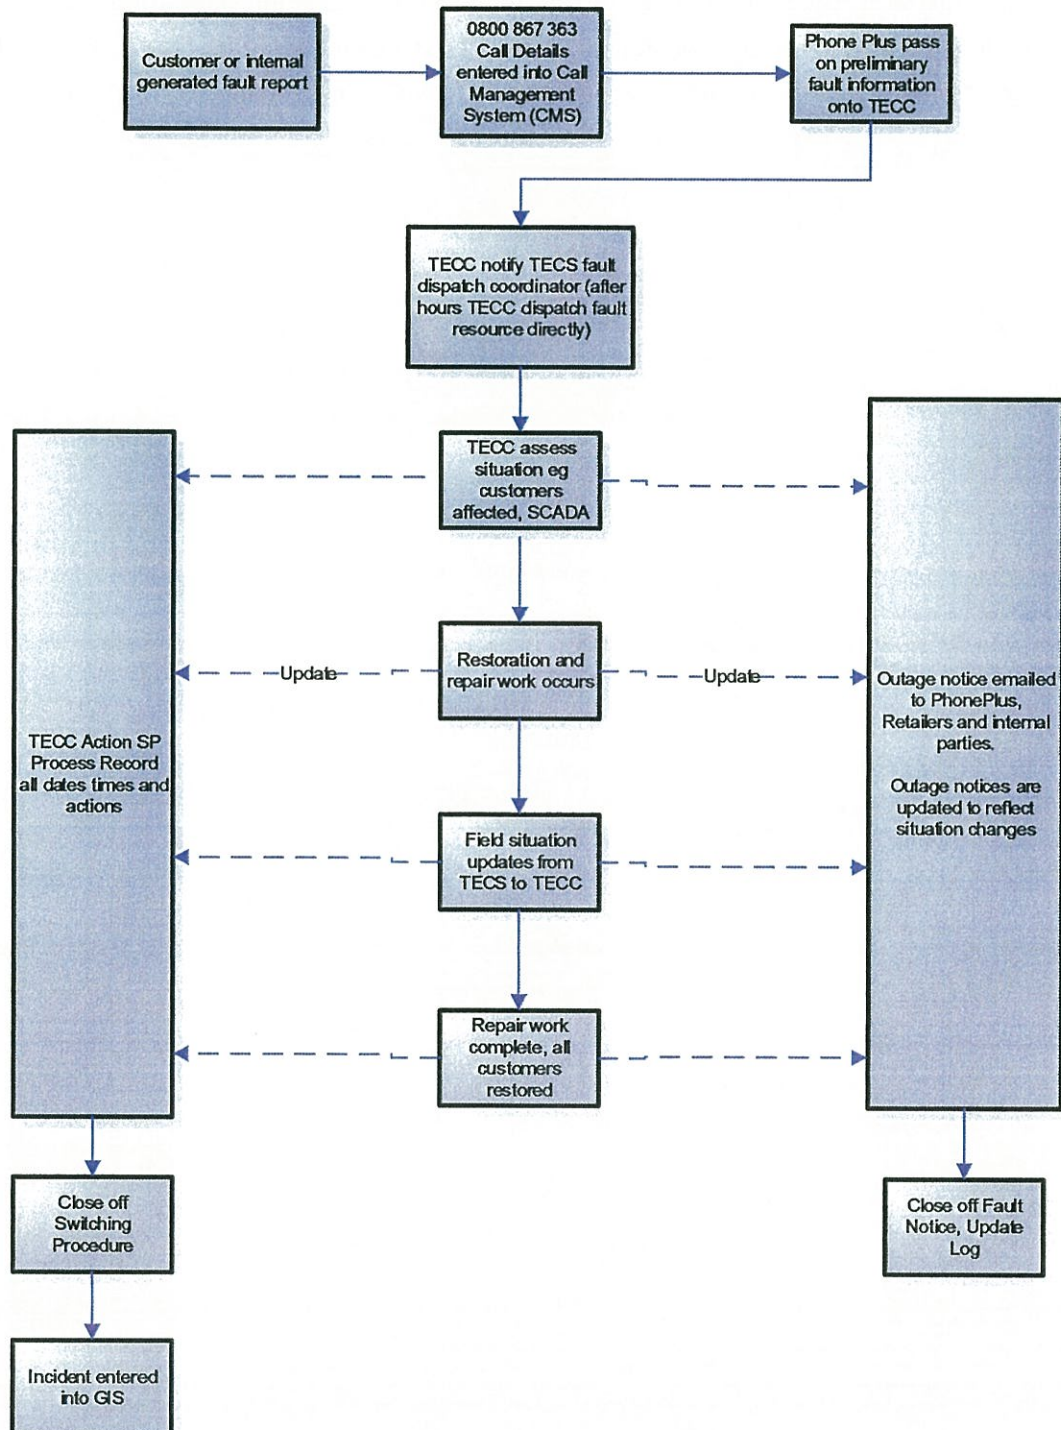 Customer or internal
generated fault report
0800 867 363
Call Details
entered into Call
Management
System (CMS)
Phone Plus pass
on preliminary
fault information
onto TECC
TECC notify TECS fault
dispatch coordinator (after
hours TECC dispatch fault
resource directly)
TECC assess
situation eg
customers
affected, SCADA
Update
Restoration and
repair work occurs
Update
TECC Action SP
Process Record
all dates times and
actions
Outage notice emailed
to PhonePlus,
Retailers and internal
parties.
Outage notices are
updated to reflect
situation changes
Field situation
updates from
TECS to TECC
Repair work
complete, all
customers
restored
Close off
Switching
Procedure
Close off Fault
Notice, Update
Log
Incident entered
into GIS